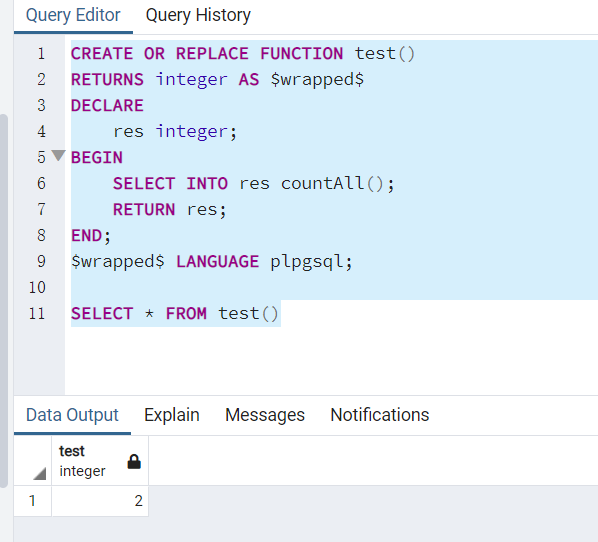 Query Editor Query History
1 CREATE OR REPLACE FUNCTION test()
2 RETURNS integer AS $wrapped$
3 DECLARE
4 res integer;
5 BEGIN
6 SELECT INTO res countAll();
7 RETURN res;
8 END;
9 $wrapped$ LANGUAGE plpgsql;
10
11 SELECT * FROM test()
Data Output Explain Messages Notifications
test
integer
1 2